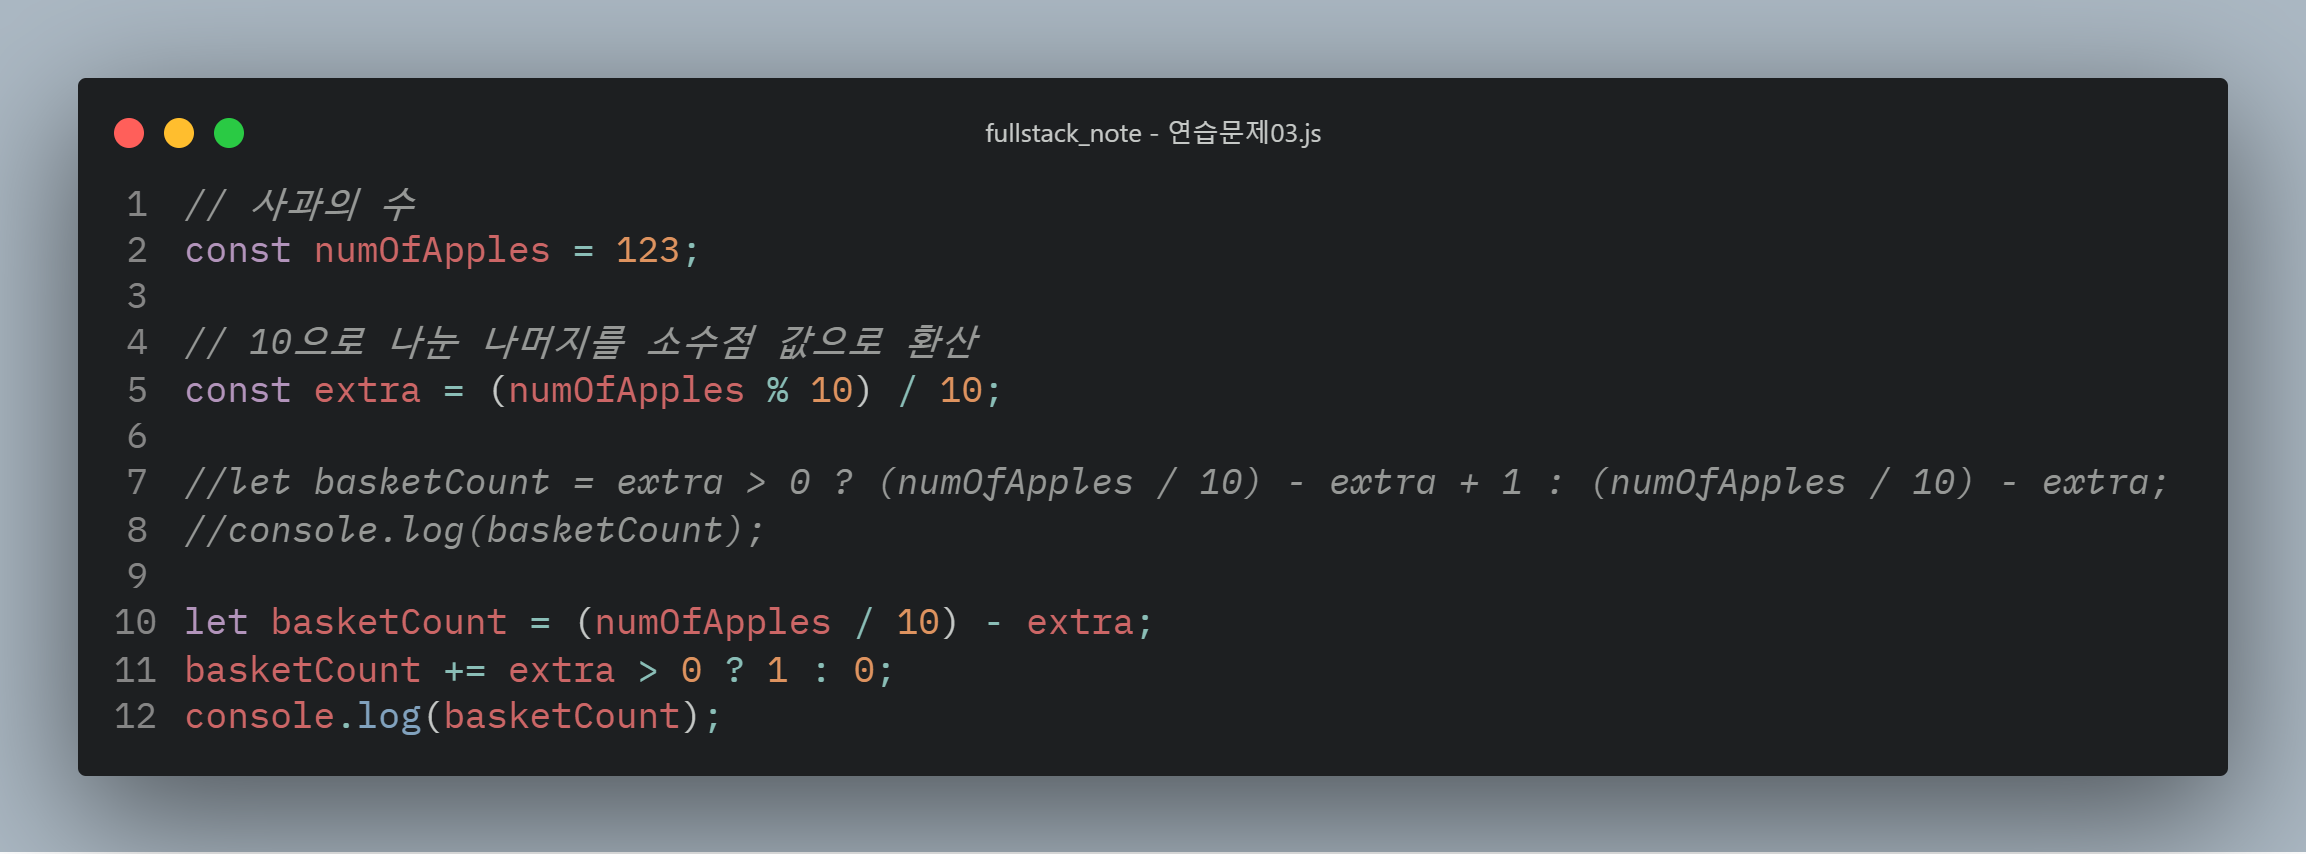 fullstack_note - 연습문제03.js
1 // 사과의 수
2 const numOfApples = 123;
3
4 // 10으로 나눈 나머지를 소수점 값으로 환산
5 const extra = (numOfApples % 10) / 10;
6
7 //let basketCount = extra > 0 ? (numOfApples / 10) - extra + 1 : (numOfApples / 10) - extra;
8 //console.log(basketCount);
9
10 let basketCount = (numOfApples / 10) - extra;
11 basketCount += extra > 0 ? 1 : 0;
12 console.log(basketCount);